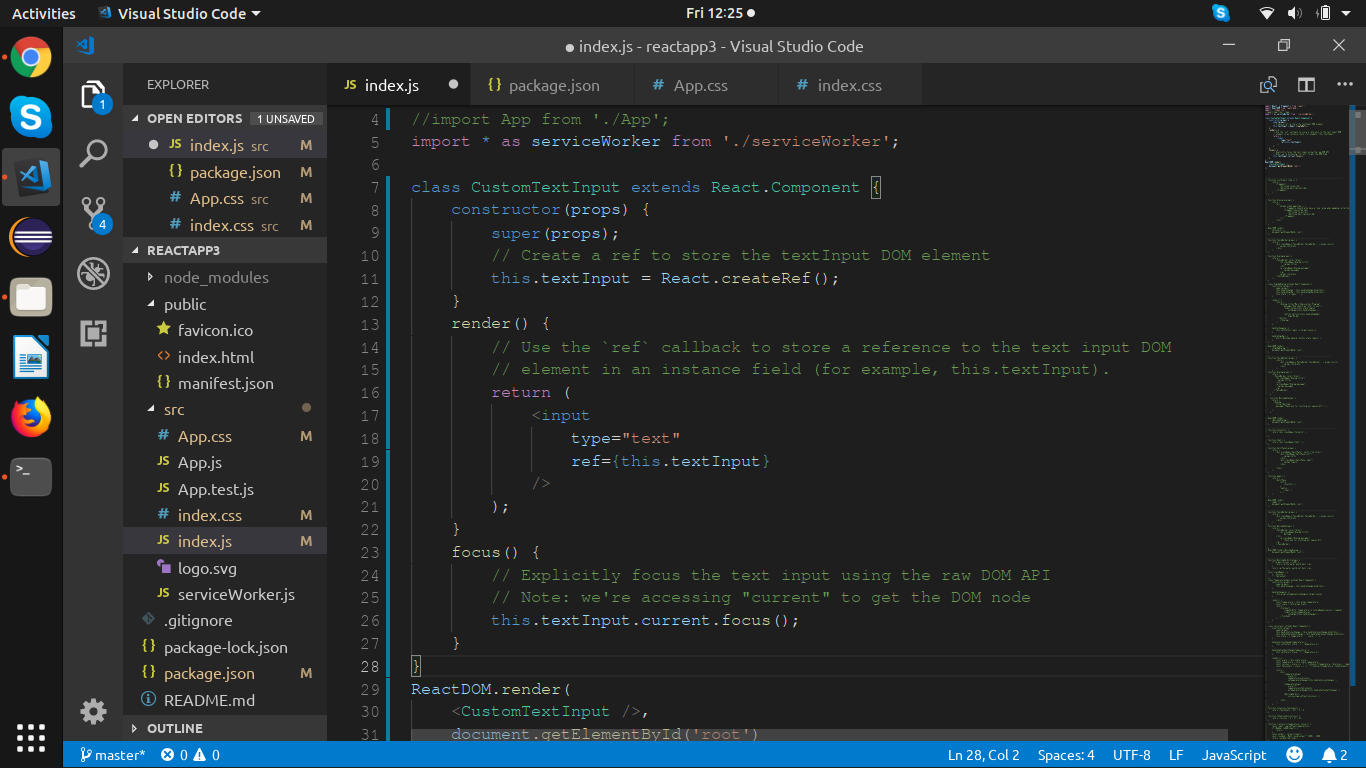 Activities
Visual Studio Code
Fri 12:25
index.js - reactapp3 - Visual Studio Code
EXPLORER
OPEN EDITORS 1 UNSAVED
JS index.js src M
{} package.json M
# App.css src M
# index.css src M
REACTAPP3
node_modules
public
favicon.ico
<> index.html
{} manifest.json
src
# App.css M
JS App.js
JS App.test.js
# index.css M
JS index.js M
logo.svg
JS serviceWorker.js
.gitignore
{} package-lock.json
{} package.json M
README.md
OUTLINE
1
4
JS index.js
{} package.json
# App.css
# index.css
4 //import App from './App';
5 import * as serviceWorker from './serviceWorker';
6
7 class CustomTextInput extends React.Component {
8 constructor(props) {
9 super(props);
10 // Create a ref to store the textInput DOM element
11 this.textInput = React.createRef();
12 }
13 render() {
14 // Use the `ref` callback to store a reference to the text input DOM
15 // element in an instance field (for example, this.textInput).
16 return (
17 <input
18 type="text"
19 ref={this.textInput}
20 />
21 );
22 }
23 focus() {
24 // Explicitly focus the text input using the raw DOM API
25 // Note: we're accessing "current" to get the DOM node
26 this.textInput.current.focus();
27 }
28 }
29 ReactDOM.render(
30 <CustomTextInput />,
31 document.getElementById('root')
master* 0 0
Ln 28, Col 2
Spaces: 4
UTF-8
LF
JavaScript
2